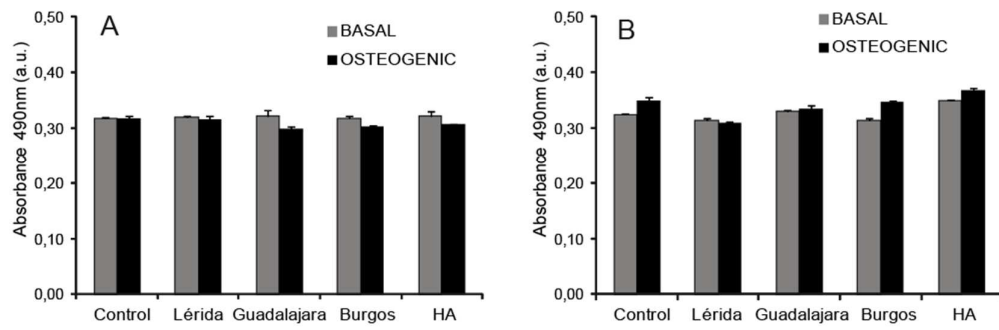 A
BASAL
OSTEOGENIC
Absorbance 490nm (a.u.)
0,50
0,40
0,30
0,20
0,10
0,00
Control Lérida Guadalajara Burgos HA
B
BASAL
OSTEOGENIC
Absorbance 490nm (a.u.)
0,50
0,40
0,30
0,20
0,10
0,00
Control Lérida Guadalajara Burgos HA